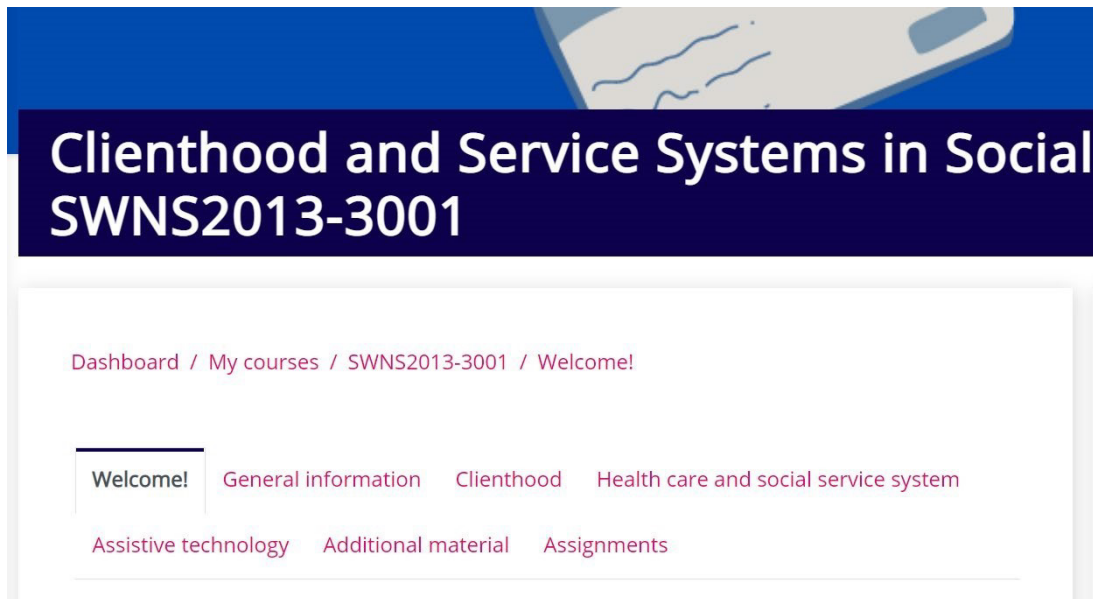 Clienthood and Service Systems in Social
SWNS2013-3001
Dashboard / My courses / SWNS2013-3001 / Welcome!
Welcome! General information Clienthood Health care and social service system
Assistive technology Additional material Assignments